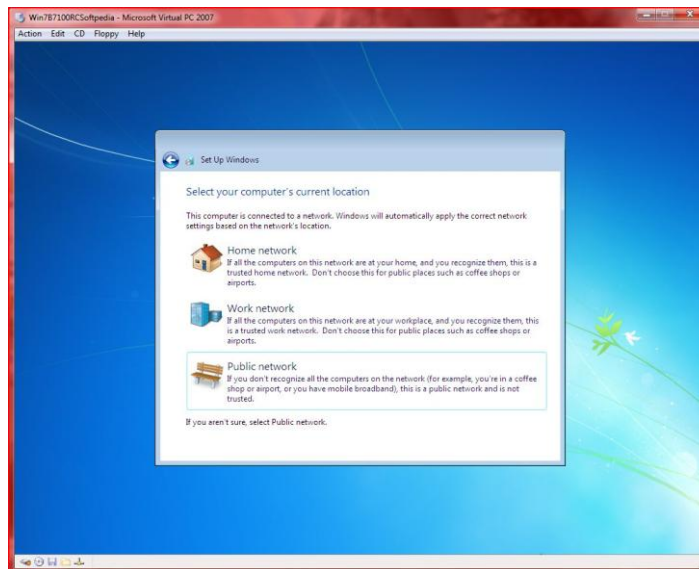 Win787100RCSoftpedia - Microsoft Virtual PC 2007
Action Edit CD Floppy Help
Set Up Windows
Select your computer's current location
This computer is connected to a network. Windows will automatically apply the correct network
settings based on the network's location.
Home network
If all the computers on this network are at your home, and you recognize them, this is a
trusted home network. Don't choose this for public places such as coffee shops or
airports.
Work network
If all the computers on this network are at your workplace, and you recognize them, this
is a trusted work network. Don't choose this for public places such as coffee shops or
airports.
Public network
If you don't recognize all the computers on the network (for example, you're in a coffee
shop or airport, or you have mobile broadband), this is a public network and is not
trusted.
If you aren't sure, select Public network.